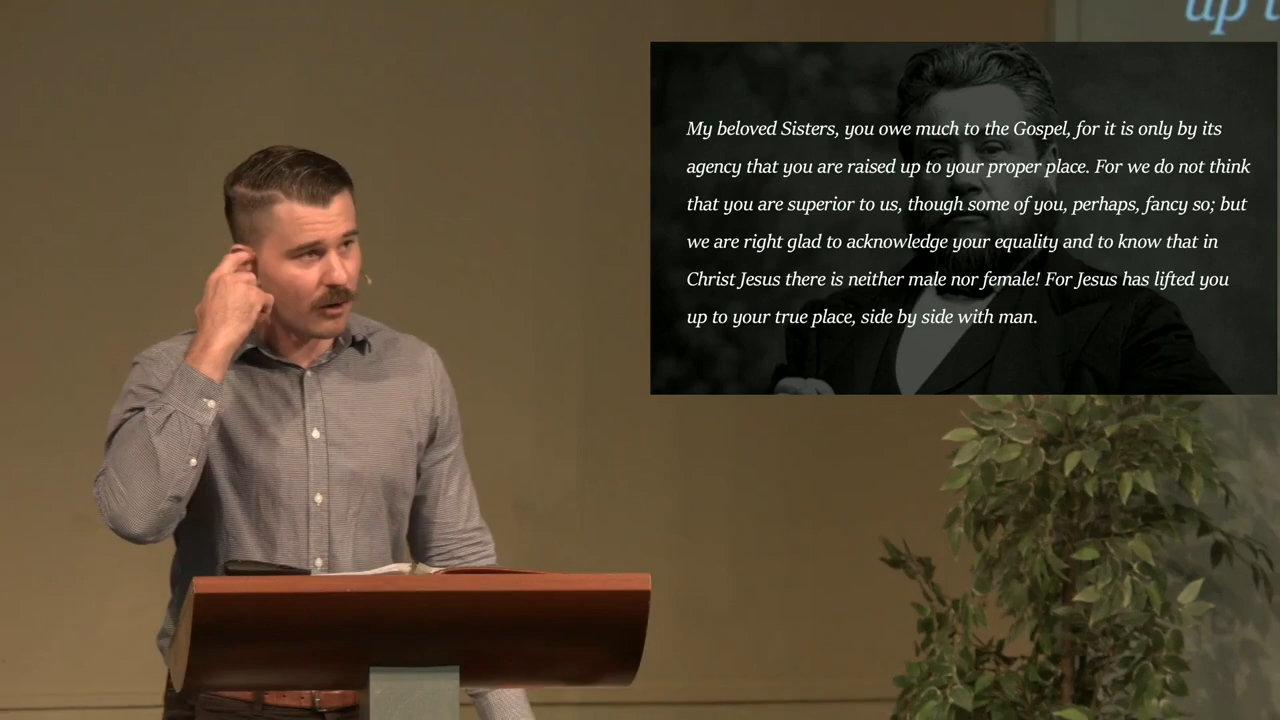 up t
My beloved Sisters, you owe much to the Gospel, for it is only by its
agency that you are raised up to your proper place. For we do not think
that you are superior to us, though some of you, perhaps, fancy so; but
we are right glad to acknowledge your equality and to know that in
Christ Jesus there is neither male nor female! For Jesus has lifted you
up to your true place, side by side with man.